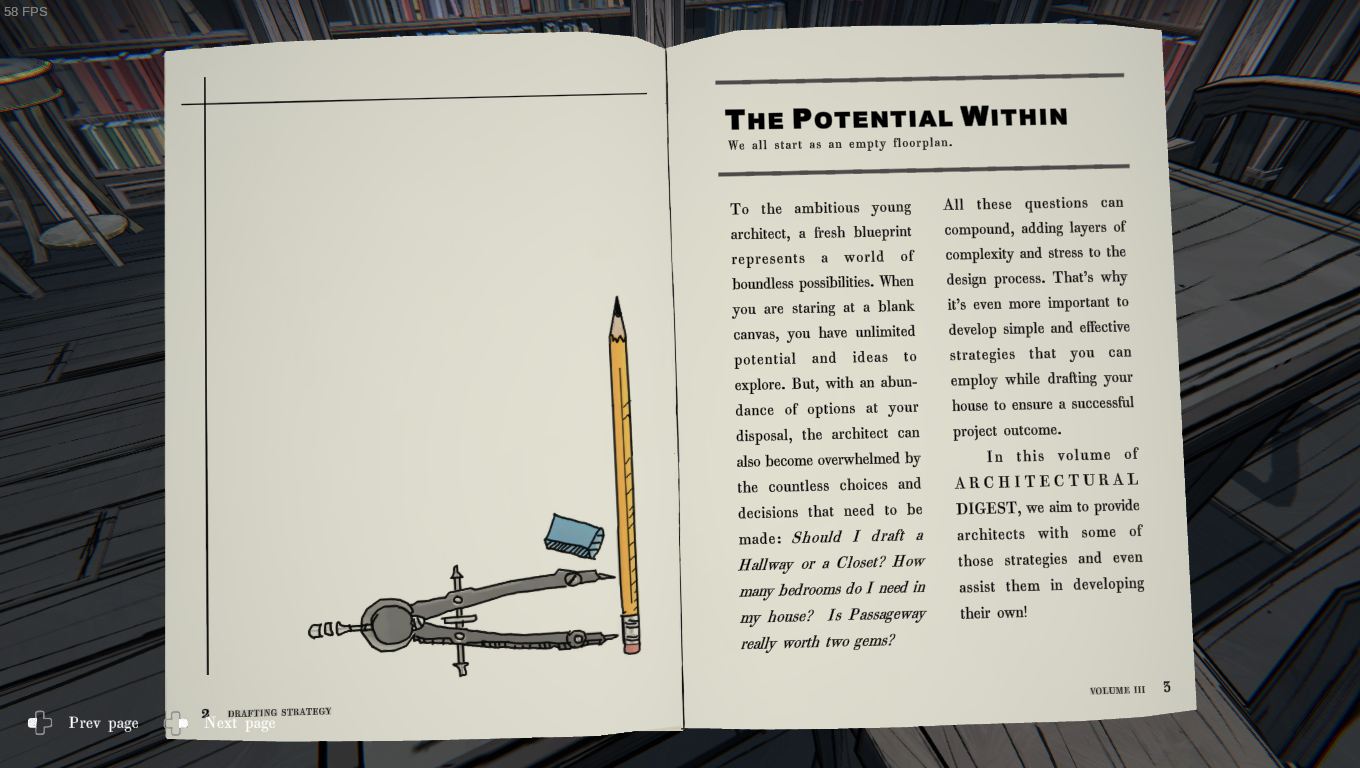 58 FPS
THE POTENTIAL WITHIN
We all start as an empty floorplan.
To the ambitious young
architect, a fresh blueprint
represents a world of
boundless possibilities. When
you are staring at a blank
canvas, you have unlimited
potential and ideas to
explore. But, with an abun-
dance of options at your
disposal, the architect can
also become overwhelmed by
the countless choices and
decisions that need to be
made: Should I draft a
Hallway or a Closet? How
many bedrooms do I need in
my house? Is Passageway
really worth two gems?
All these questions can
compound, adding layers of
complexity and stress to the
design process. That's why
it's even more important to
develop simple and effective
strategies that you can
employ while drafting your
house to ensure a successful
project outcome.
In this volume of
ARCHITECTURAL
DIGEST, we aim to provide
architects with some of
those strategies and even
assist them in developing
their own!
2 DRAFTING STRATEGY
VOLUME III 3
Prev page Next page